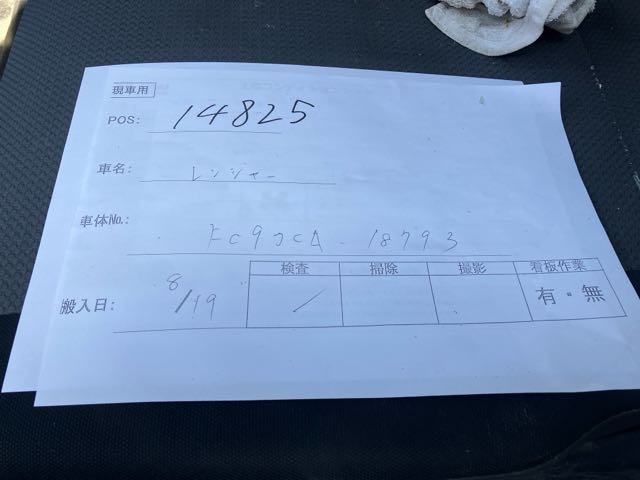 現車用
POS: 14825
車名: レンジャー
車体No.: FC9JCA-18793
検査 掃除 撮影 看板作業
搬入日: 8/19 ／ 有・無